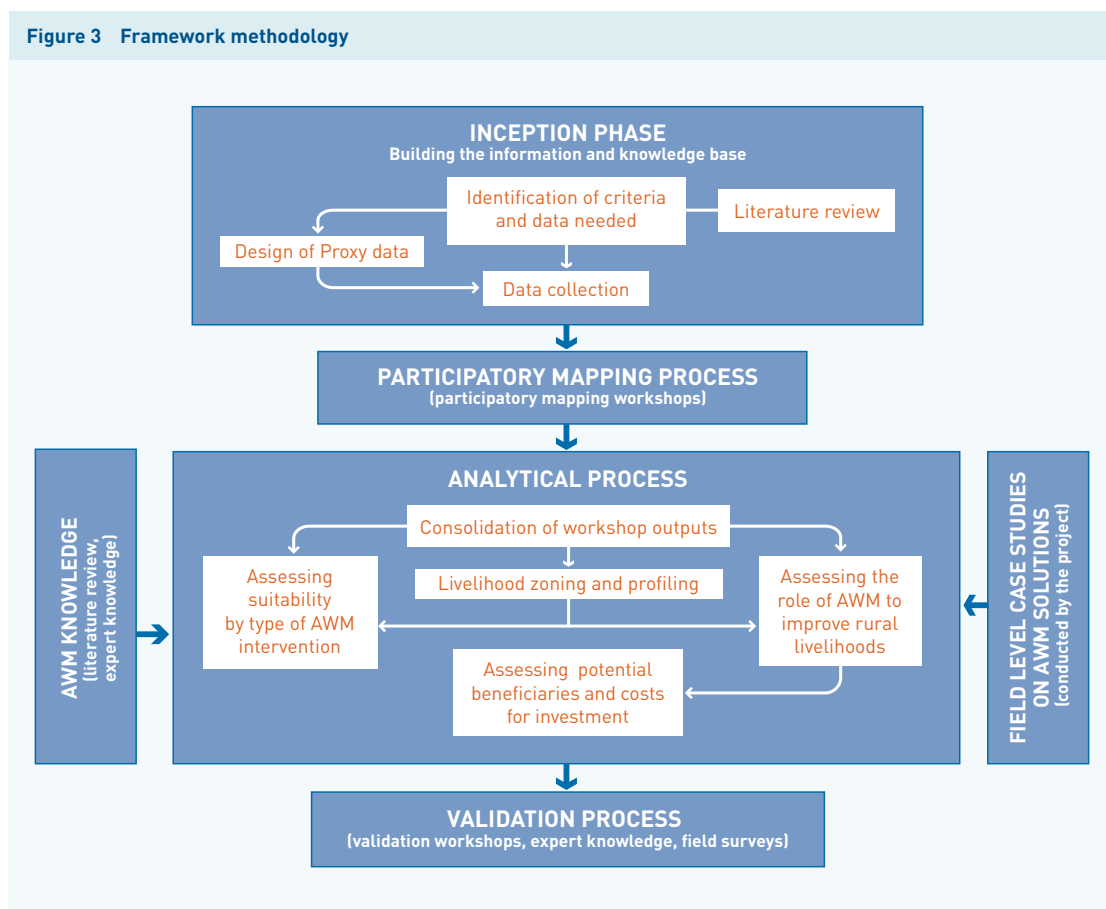 Figure 3 Framework methodology
INCEPTION PHASE
Building the information and knowledge base
Identification of criteria
and data needed
Literature review
Design of Proxy data
Data collection
PARTICIPATORY MAPPING PROCESS
(participatory mapping workshops)
AWM KNOWLEDGE
(literature review,
expert knowledge)
ANALYTICAL PROCESS
Consolidation of workshop outputs
Assessing
suitability
by type of AWM
intervention
Livelihood zoning and profiling
Assessing the
role of AWM to
improve rural
livelihoods
Assessing potential
beneficiaries and costs
for investment
FIELD LEVEL CASE STUDIES
ON AWM SOLUTIONS
(conducted by the project)
VALIDATION PROCESS
(validation workshops, expert knowledge, field surveys)